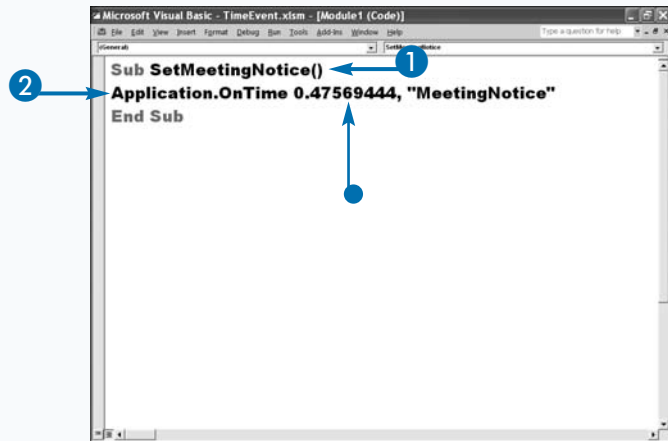 Microsoft Visual Basic - TimeEvent.xlsm - [Module1 (Code)]
File Edit View Insert Format Debug Run Tools Add-Ins Window Help Type a question for help
(General) SetMeetingNotice
Sub SetMeetingNotice() 1
2 Application.OnTime 0.47569444, "MeetingNotice"
End Sub